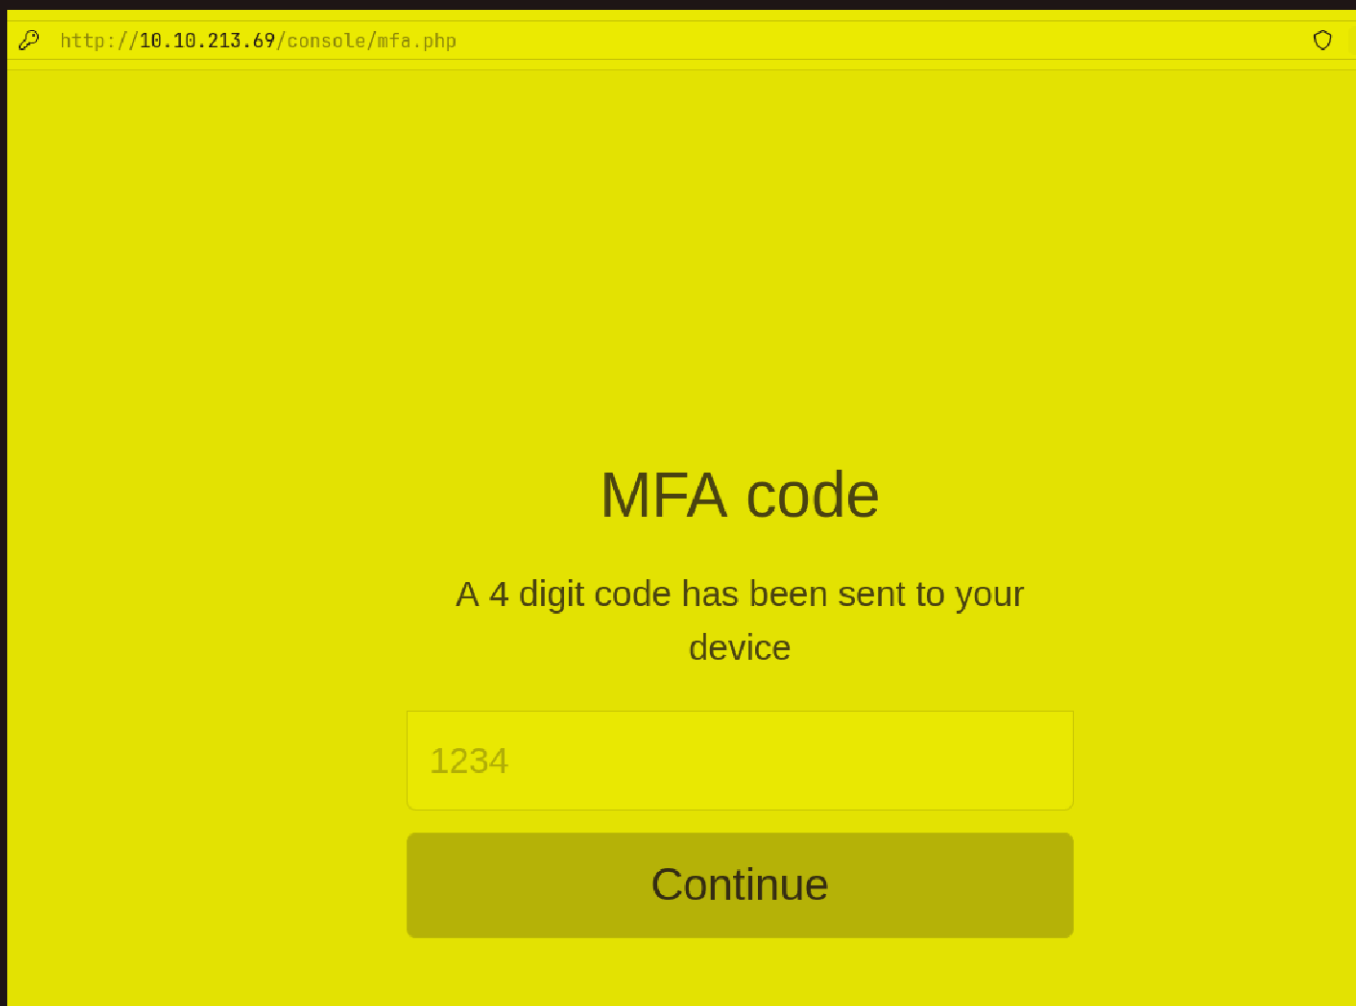 http://10.10.213.69/console/mfa.php
MFA code
A 4 digit code has been sent to your
device
1234
Continue